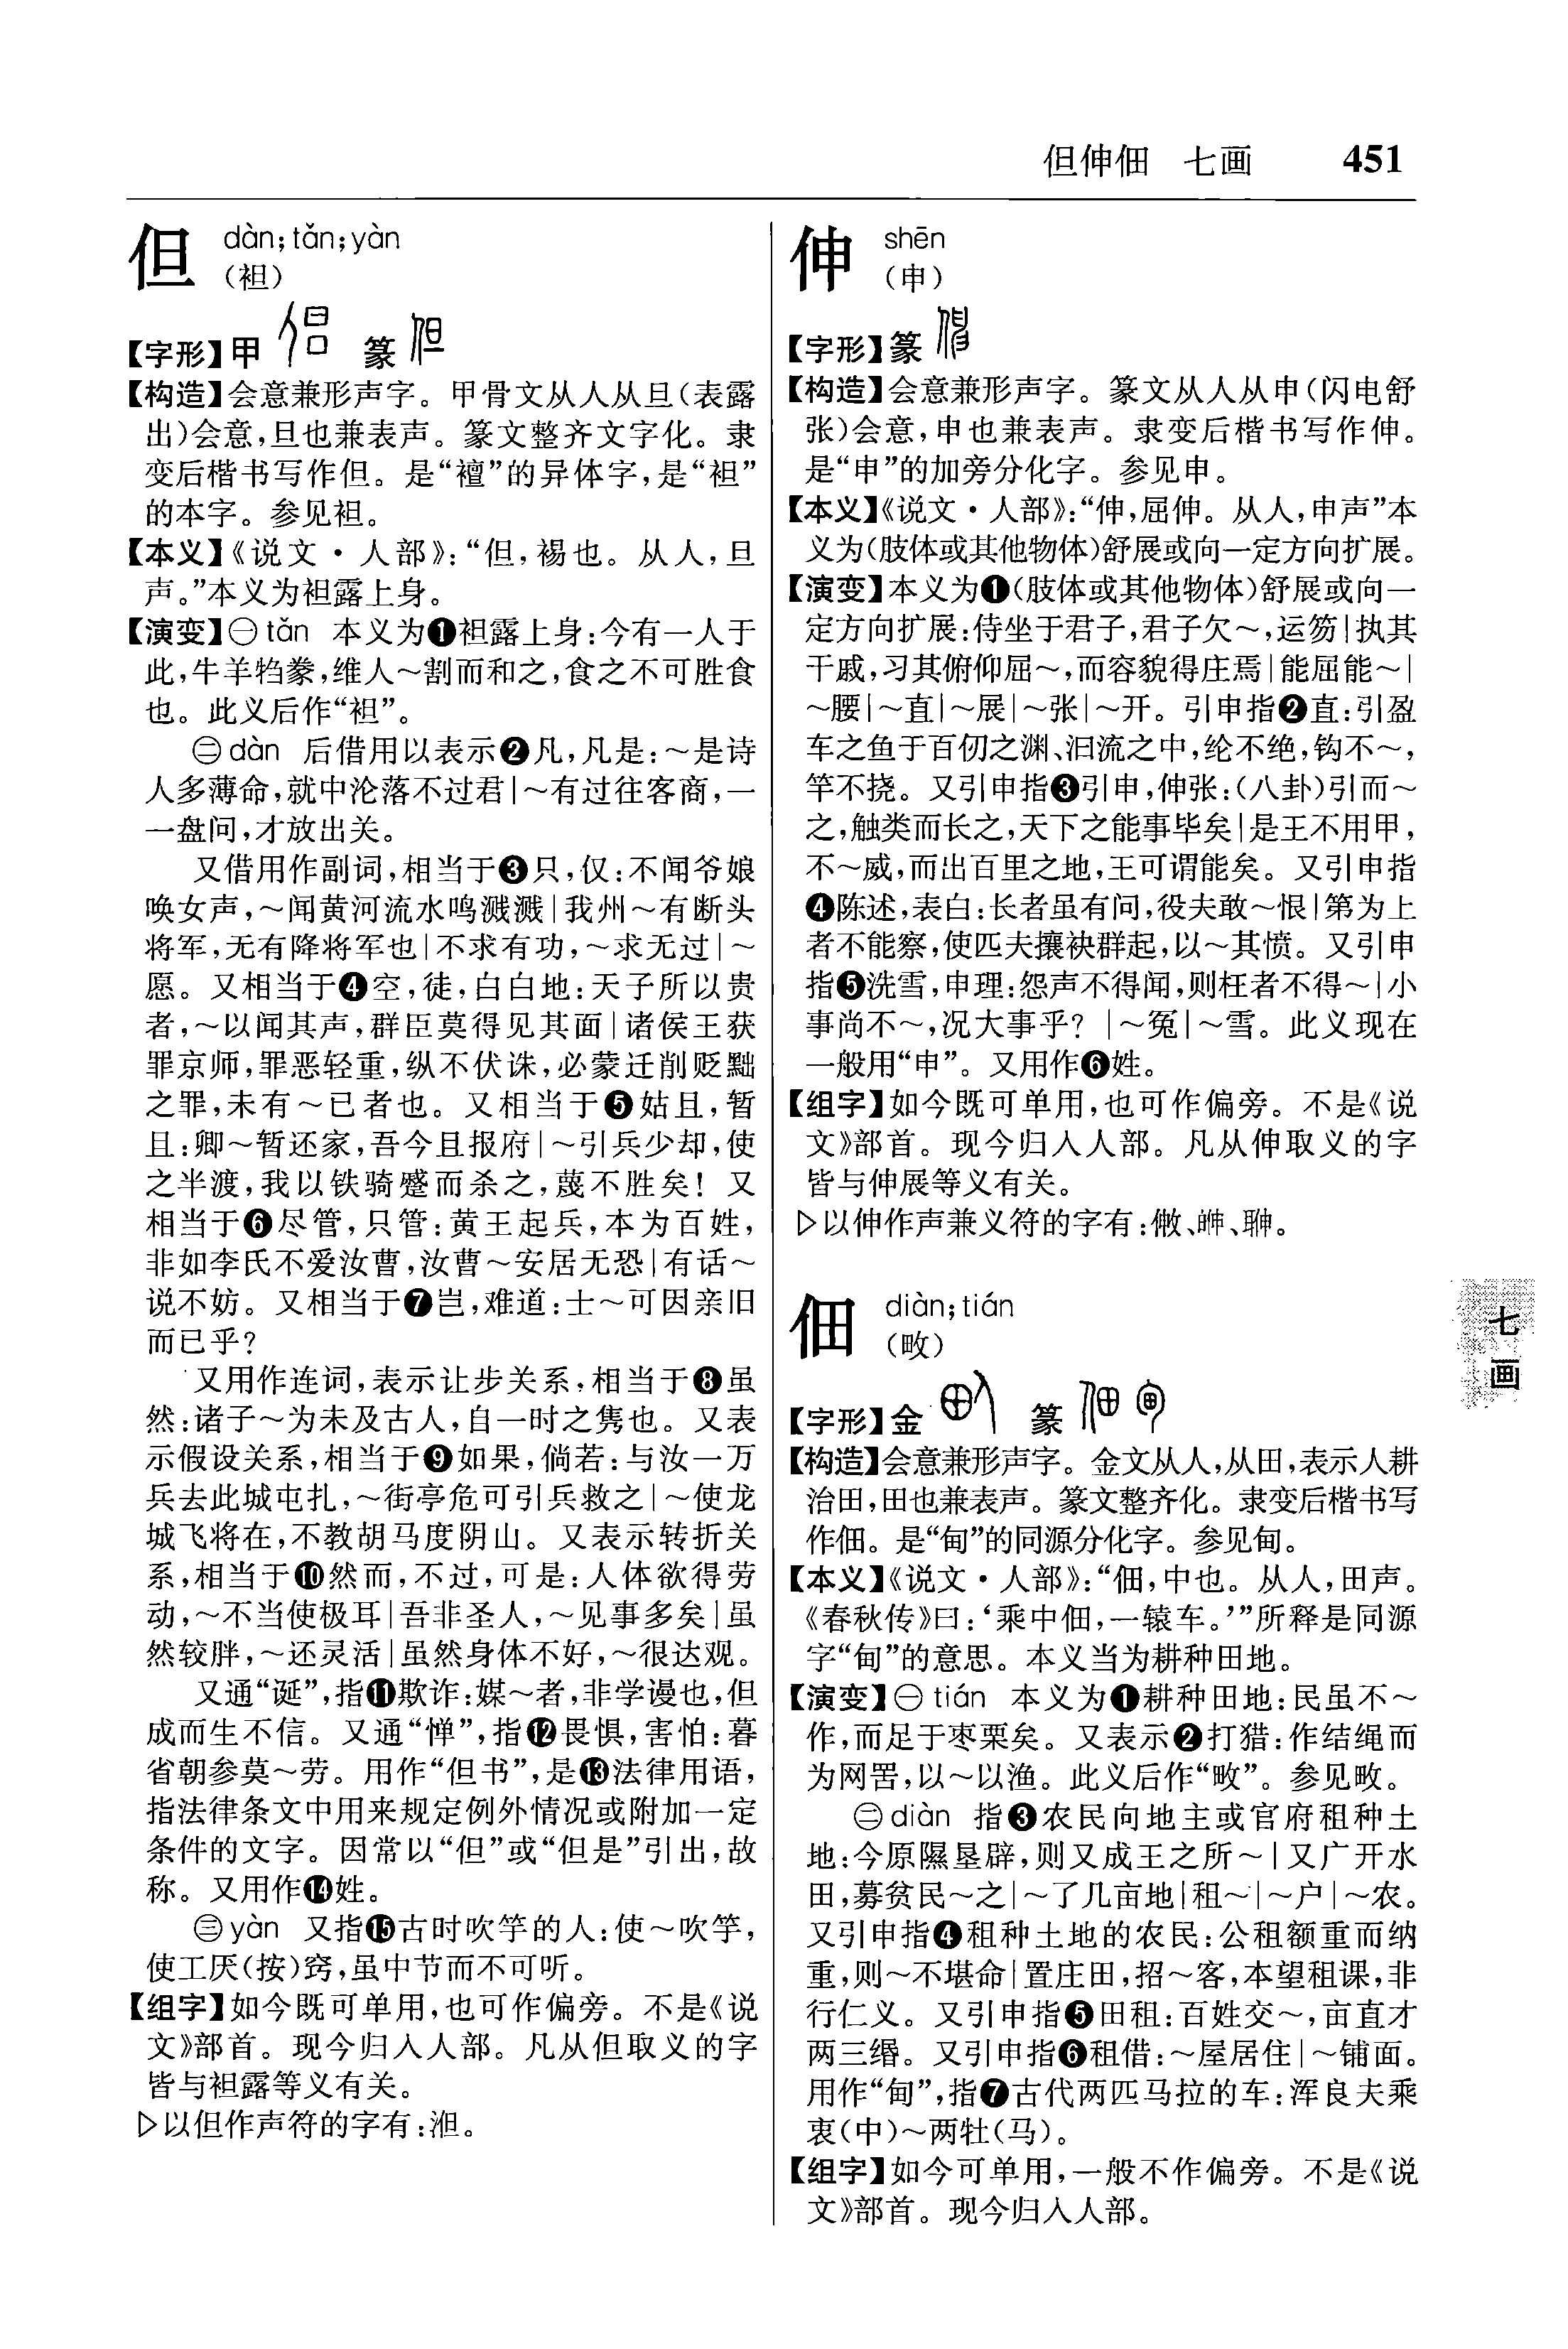 但伸佃 七画 451
但 dàn;tǎn;yàn
(袒)
【字形】甲 篆
【构造】会意兼形声字。甲骨文从人从旦(表露
出)会意,旦也兼表声。篆文整齐文字化。隶
变后楷书写作但。是“襢”的异体字,是“袒”
的本字。参见袒。
【本义】《说文·人部》:“但,裼也。从人,旦
声。”本义为袒露上身。
【演变】㊀tǎn 本义为❶袒露上身:今有一人于
此,牛羊犓豢,维人～割而和之,食之不可胜食
也。此义后作“袒”。
㊁dàn 后借用以表示❷凡,凡是:～是诗
人多薄命,就中沦落不过君|～有过往客商,一
一盘问,才放出关。
又借用作副词,相当于❸只,仅:不闻爷娘
唤女声,～闻黄河流水鸣溅溅|我州～有断头
将军,无有降将军也|不求有功,～求无过|～
愿。又相当于❹空,徒,白白地:天子所以贵
者,～以闻其声,群臣莫得见其面|诸侯王获
罪京师,罪恶轻重,纵不伏诛,必蒙迁削贬黜
之罪,未有～已者也。又相当于❺姑且,暂
且:卿～暂还家,吾今且报府|～引兵少却,使
之半渡,我以铁骑蹙而杀之,蔑不胜矣!又
相当于❻尽管,只管:黄王起兵,本为百姓,
非如李氏不爱汝曹,汝曹～安居无恐|有话～
说不妨。又相当于❼岂,难道:士～可因亲旧
而已乎?
又用作连词,表示让步关系,相当于❽虽
然:诸子～为未及古人,自一时之隽也。又表
示假设关系,相当于❾如果,倘若:与汝一万
兵去此城屯扎,～街亭危可引兵救之|～使龙
城飞将在,不教胡马度阴山。又表示转折关
系,相当于❿然而,不过,可是:人体欲得劳
动,～不当使极耳|吾非圣人,～见事多矣|虽
然较胖,～还灵活|虽然身体不好,～很达观。
又通“诞”,指⓫欺诈:媒～者,非学谩也,但
成而生不信。又通“惮”,指⓬畏惧,害怕:暮
省朝参莫～劳。用作“但书”,是⓭法律用语,
指法律条文中用来规定例外情况或附加一定
条件的文字。因常以“但”或“但是”引出,故
称。又用作⓮姓。
㊂yàn 又指⓯古时吹竽的人:使～吹竽,
使工厌(按)窍,虽中节而不可听。
【组字】如今既可单用,也可作偏旁。不是《说
文》部首。现今归入人部。凡从但取义的字
皆与袒露等义有关。
▷以但作声符的字有:泹。
伸 shēn
(申)
【字形】篆
【构造】会意兼形声字。篆文从人从申(闪电舒
张)会意,申也兼表声。隶变后楷书写作伸。
是“申”的加旁分化字。参见申。
【本义】《说文·人部》:“伸,屈伸。从人,申声”本
义为(肢体或其他物体)舒展或向一定方向扩展。
【演变】本义为❶(肢体或其他物体)舒展或向一
定方向扩展:侍坐于君子,君子欠～,运笏|执其
干戚,习其俯仰屈～,而容貌得庄焉|能屈能～|
～腰|～直|～展|～张|～开。引申指❷直:引盈
车之鱼于百仞之渊、汩流之中,纶不绝,钩不～,
竿不挠。又引申指❸引申,伸张:(八卦)引而～
之,触类而长之,天下之能事毕矣|是王不用甲,
不～威,而出百里之地,王可谓能矣。又引申指
❹陈述,表白:长者虽有问,役夫敢～恨|第为上
者不能察,使匹夫攘袂群起,以～其愤。又引申
指❺洗雪,申理:怨声不得闻,则枉者不得～|小
事尚不～,况大事乎?|～冤|～雪。此义现在
一般用“申”。又用作❻姓。
【组字】如今既可单用,也可作偏旁。不是《说
文》部首。现今归入人部。凡从伸取义的字
皆与伸展等义有关。
▷以伸作声兼义符的字有:
佃 diàn;tián
(畋)
【字形】金 篆
【构造】会意兼形声字。金文从人,从田,表示人耕
治田,田也兼表声。篆文整齐化。隶变后楷书写
作佃。是“甸”的同源分化字。参见甸。
【本义】《说文·人部》:“佃,中也。从人,田声。
《春秋传》曰:‘乘中佃,一辕车。’”所释是同源
字“甸”的意思。本义当为耕种田地。
【演变】㊀tián 本义为❶耕种田地:民虽不～
作,而足于枣栗矣。又表示❷打猎:作结绳而
为网罟,以～以渔。此义后作“畋”。参见畋。
㊁diàn 指❸农民向地主或官府租种土
地:今原隰垦辟,则又成王之所～|又广开水
田,募贫民～之|～了几亩地|租～|～户|～农。
又引申指❹租种土地的农民:公租额重而纳
重,则～不堪命|置庄田,招～客,本望租课,非
行仁义。又引申指❺田租:百姓交～,亩直才
两三缗。又引申指❻租借:～屋居住|～铺面。
用作“甸”,指❼古代两匹马拉的车:浑良夫乘
衷(中)～两牡(马)。
【组字】如今可单用,一般不作偏旁。不是《说
文》部首。现今归入人部。
七
画